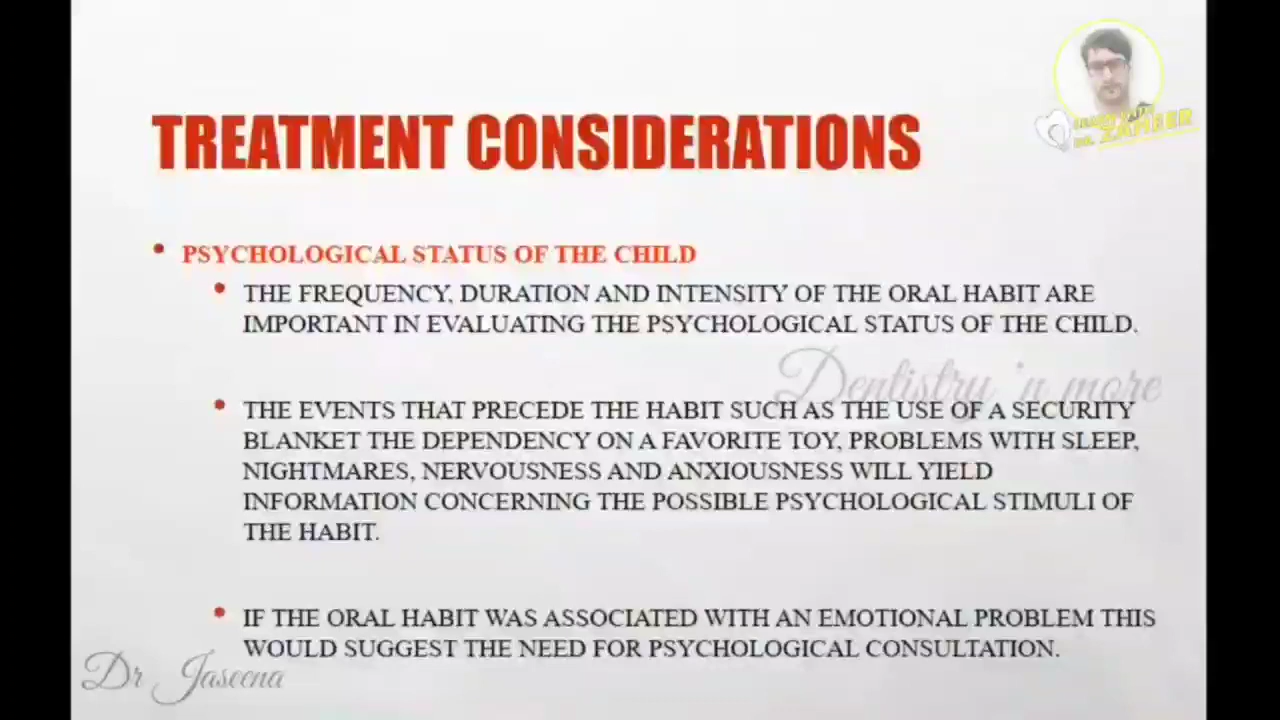 TREATMENT CONSIDERATIONS
• PSYCHOLOGICAL STATUS OF THE CHILD
• THE FREQUENCY, DURATION AND INTENSITY OF THE ORAL HABIT ARE
IMPORTANT IN EVALUATING THE PSYCHOLOGICAL STATUS OF THE CHILD.
Dentistry 'n more
• THE EVENTS THAT PRECEDE THE HABIT SUCH AS THE USE OF A SECURITY
BLANKET THE DEPENDENCY ON A FAVORITE TOY, PROBLEMS WITH SLEEP,
NIGHTMARES, NERVOUSNESS AND ANXIOUSNESS WILL YIELD
INFORMATION CONCERNING THE POSSIBLE PSYCHOLOGICAL STIMULI OF
THE HABIT.
• IF THE ORAL HABIT WAS ASSOCIATED WITH AN EMOTIONAL PROBLEM THIS
WOULD SUGGEST THE NEED FOR PSYCHOLOGICAL CONSULTATION.
Dr Jaseena